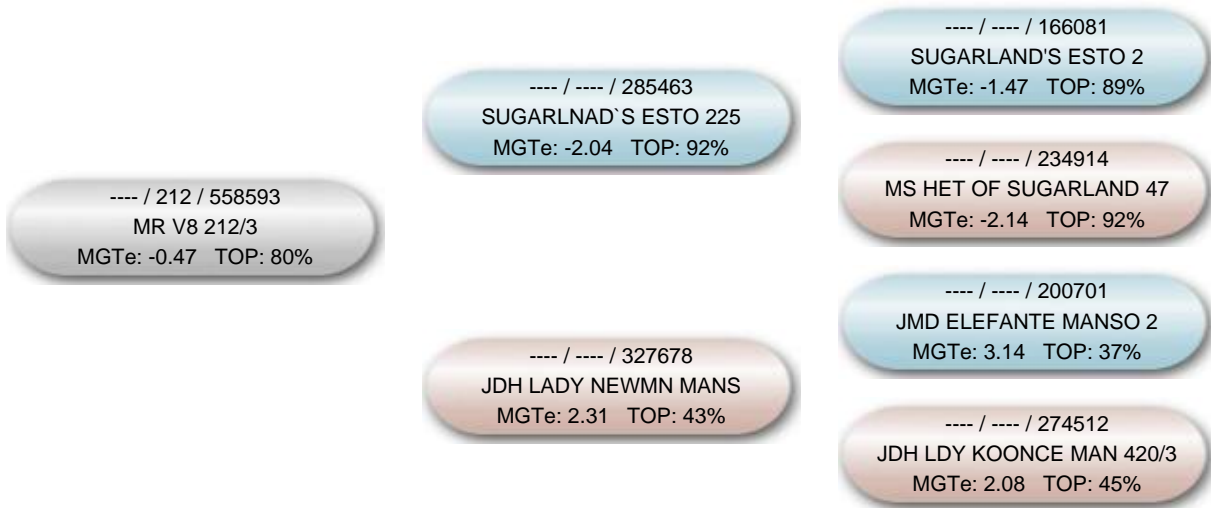 ---- / 212 / 558593
MR V8 212/3
MGTe: -0.47 TOP: 80%
---- / ---- / 285463
SUGARLNAD`S ESTO 225
MGTe: -2.04 TOP: 92%
---- / ---- / 327678
JDH LADY NEWMN MANS
MGTe: 2.31 TOP: 43%
---- / ---- / 166081
SUGARLAND'S ESTO 2
MGTe: -1.47 TOP: 89%
---- / ---- / 234914
MS HET OF SUGARLAND 47
MGTe: -2.14 TOP: 92%
---- / ---- / 200701
JMD ELEFANTE MANSO 2
MGTe: 3.14 TOP: 37%
---- / ---- / 274512
JDH LDY KOONCE MAN 420/3
MGTe: 2.08 TOP: 45%